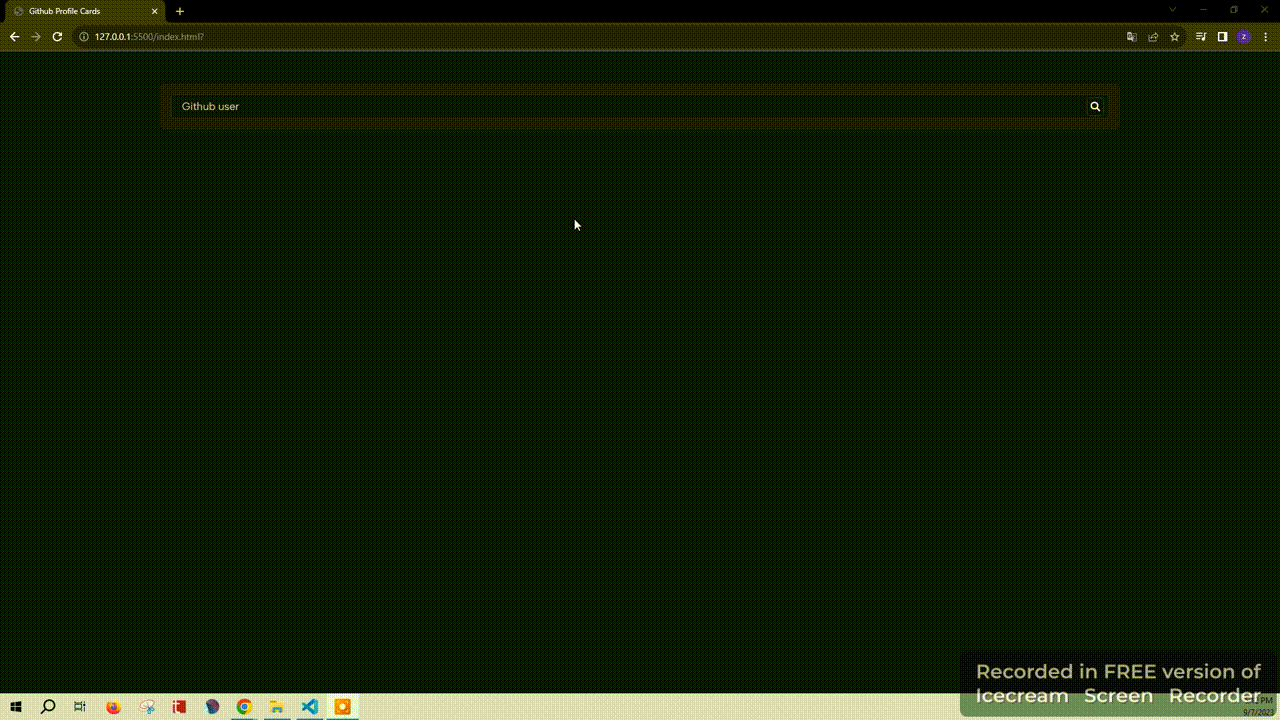 Github Profile Cards
127.0.0.1:5500/index.html?
z
Github user
Recorded in FREE version of
Icecream Screen Recorder
PM
9/7/2023